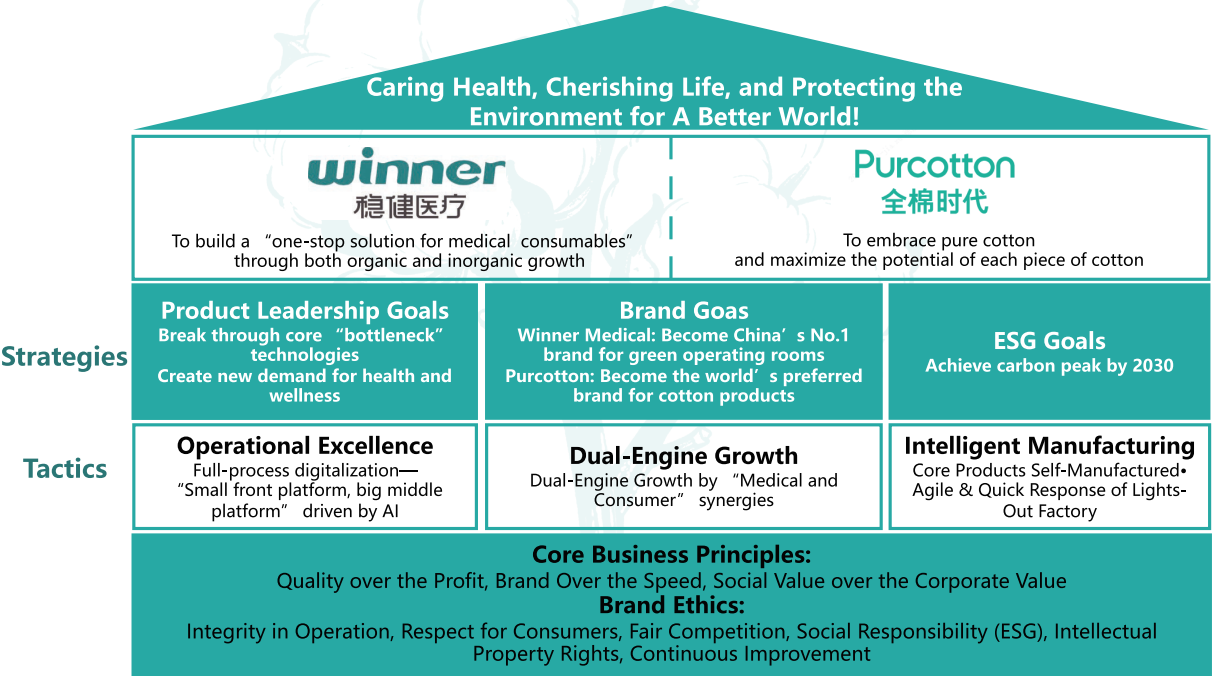 Caring Health, Cherishing Life, and Protecting the
Environment for A Better World!
winner
稳健医疗
To build a “one-stop solution for medical consumables”
through both organic and inorganic growth
Purcotton
全棉时代
To embrace pure cotton
and maximize the potential of each piece of cotton
Strategies
Product Leadership Goals
Break through core “bottleneck”
technologies
Create new demand for health and
wellness
Brand Goas
Winner Medical: Become China’s No.1
brand for green operating rooms
Purcotton: Become the world’s preferred
brand for cotton products
ESG Goals
Achieve carbon peak by 2030
Tactics
Operational Excellence
Full-process digitalization—
“Small front platform, big middle
platform” driven by AI
Dual-Engine Growth
Dual-Engine Growth by “Medical and
Consumer” synergies
Intelligent Manufacturing
Core Products Self-Manufactured•
Agile & Quick Response of Lights-
Out Factory
Core Business Principles:
Quality over the Profit, Brand Over the Speed, Social Value over the Corporate Value
Brand Ethics:
Integrity in Operation, Respect for Consumers, Fair Competition, Social Responsibility (ESG), Intellectual
Property Rights, Continuous Improvement